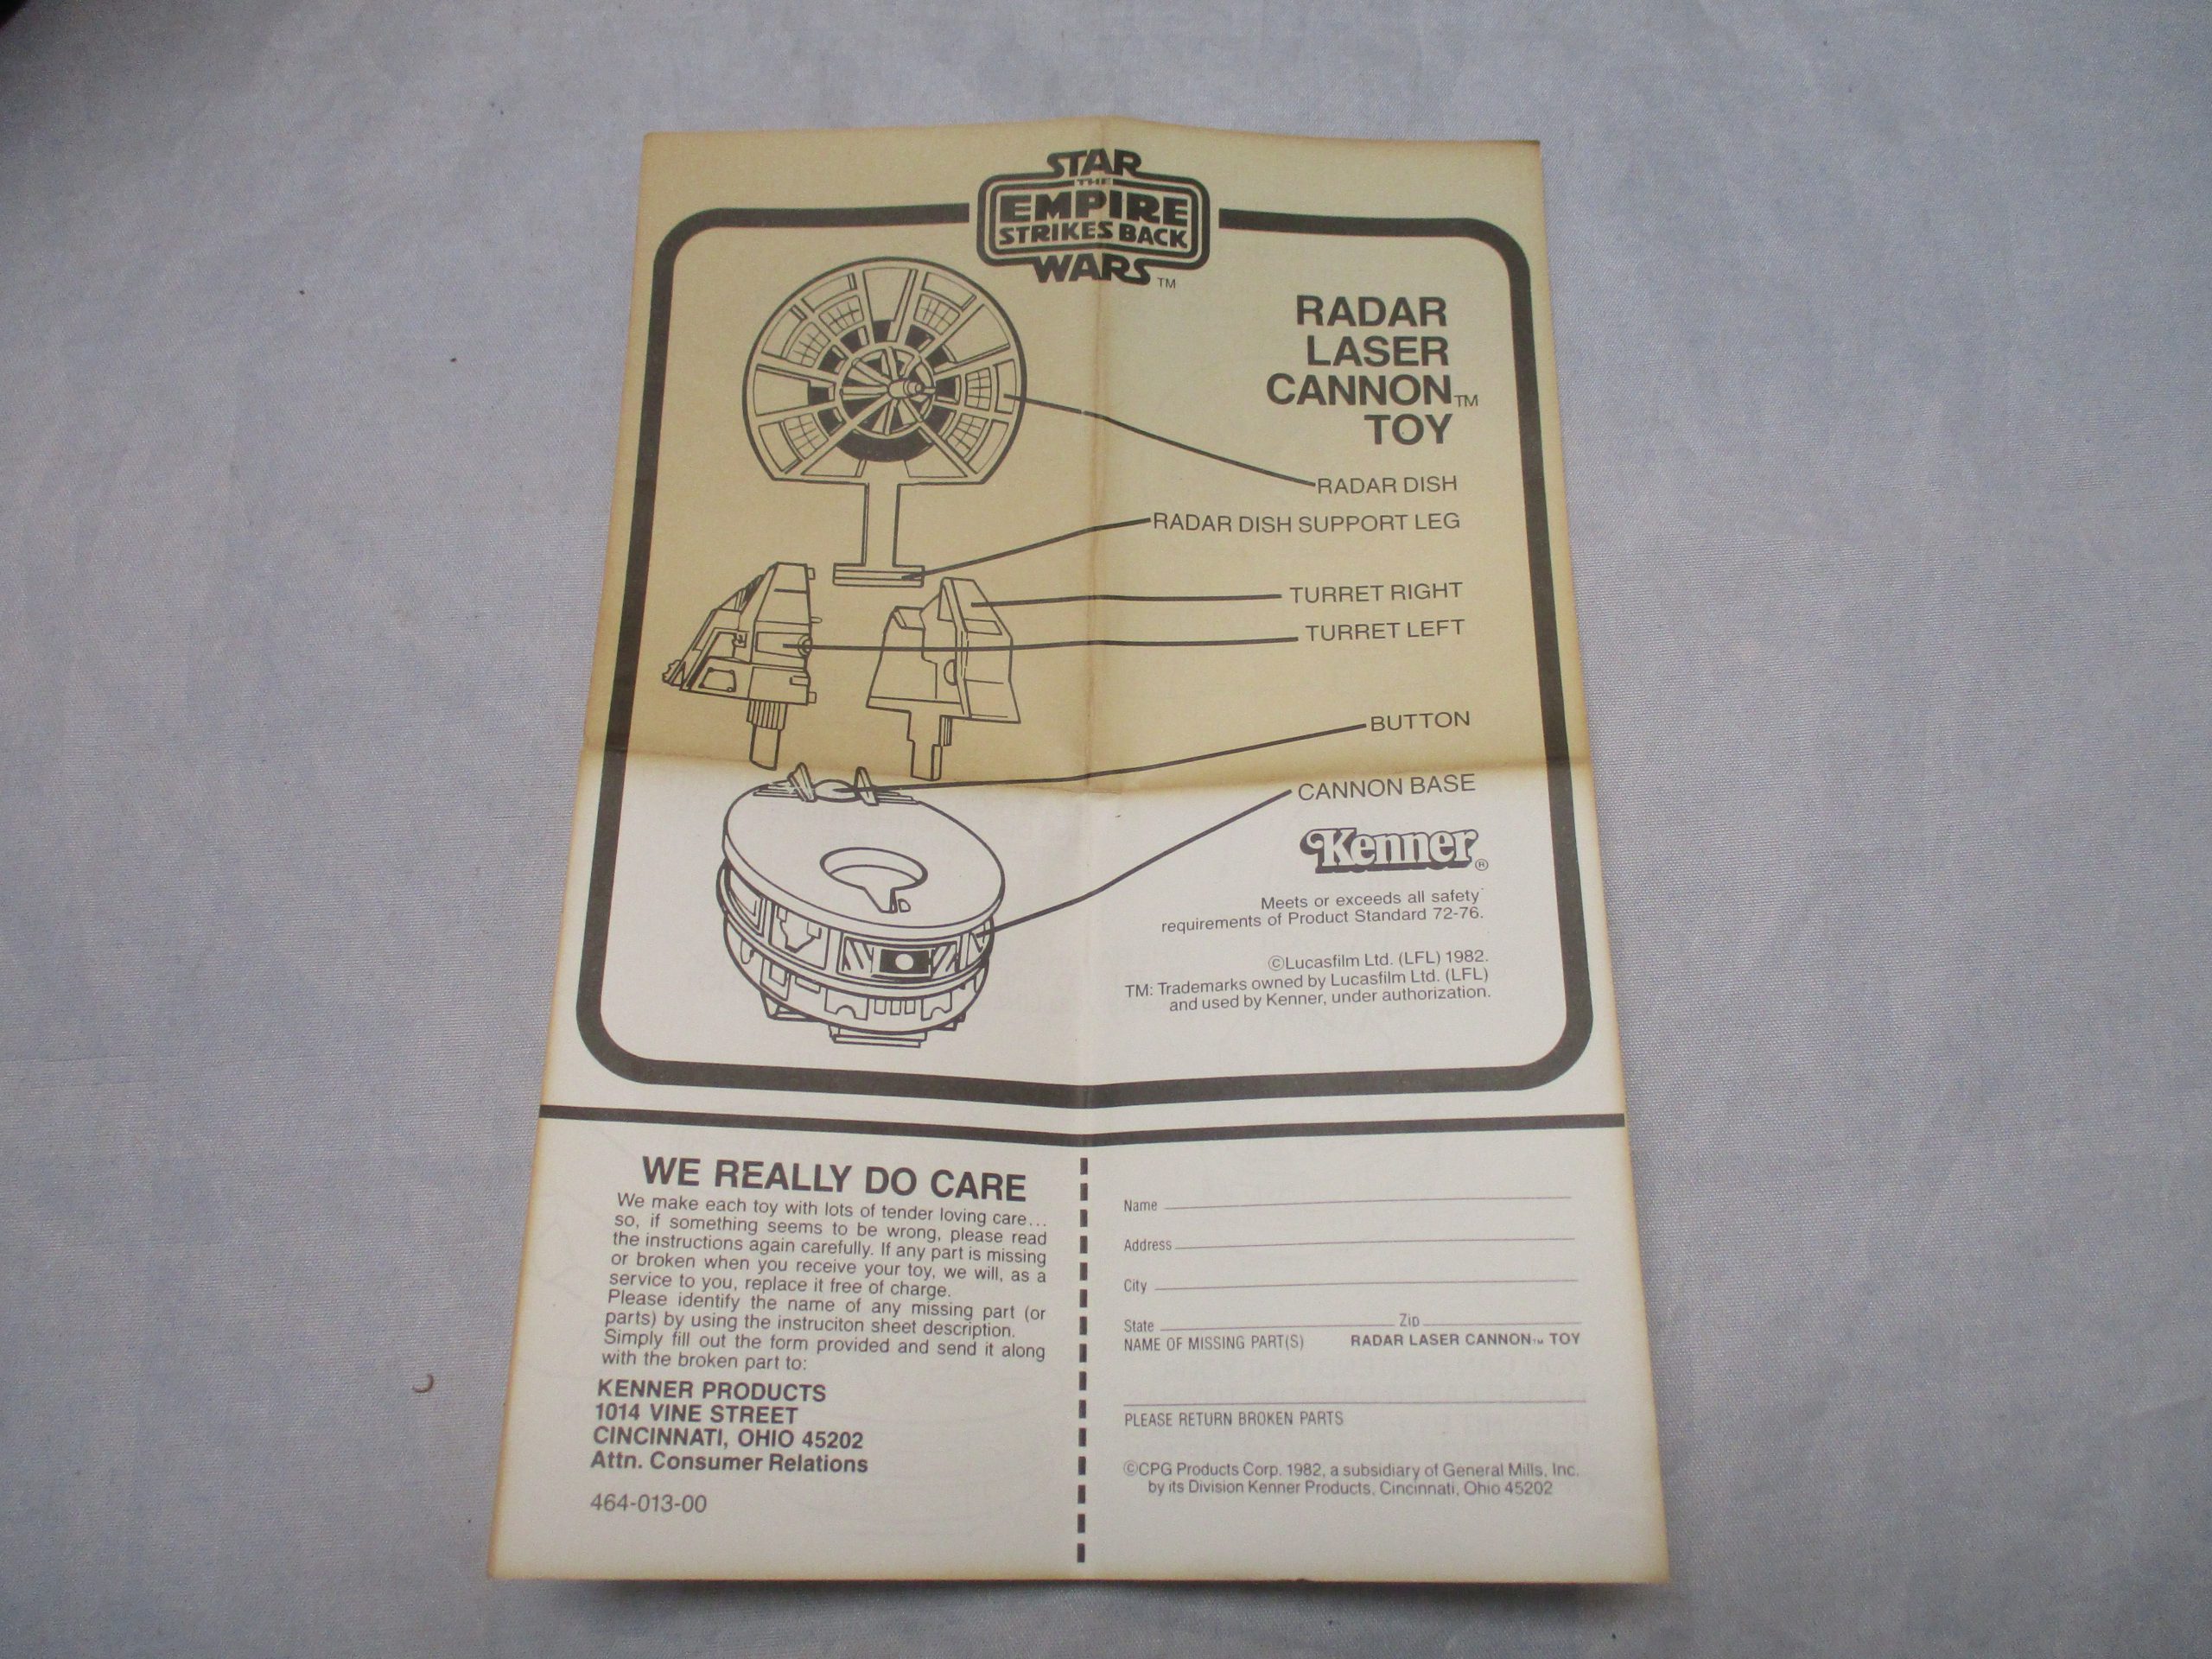 STAR
THE
EMPIRE
STRIKES BACK
WARS TM
RADAR
LASER
CANNON TM
TOY
RADAR DISH
RADAR DISH SUPPORT LEG
TURRET RIGHT
TURRET LEFT
BUTTON
CANNON BASE
Kenner ®
Meets or exceeds all safety
requirements of Product Standard 72-76.
©Lucasfilm Ltd. (LFL) 1982.
TM: Trademarks owned by Lucasfilm Ltd. (LFL)
and used by Kenner, under authorization.
WE REALLY DO CARE
We make each toy with lots of tender loving care...
so, if something seems to be wrong, please read
the instructions again carefully. If any part is missing
or broken when you receive your toy, we will, as a
service to you, replace it free of charge.
Please identify the name of any missing part (or
parts) by using the instruciton sheet description.
Simply fill out the form provided and send it along
with the broken part to:
KENNER PRODUCTS
1014 VINE STREET
CINCINNATI, OHIO 45202
Attn. Consumer Relations
464-013-00
Name
Address
City
State Zip
NAME OF MISSING PART(S) RADAR LASER CANNON TM TOY
PLEASE RETURN BROKEN PARTS
©CPG Products Corp. 1982, a subsidiary of General Mills, Inc.
by its Division Kenner Products, Cincinnati, Ohio 45202